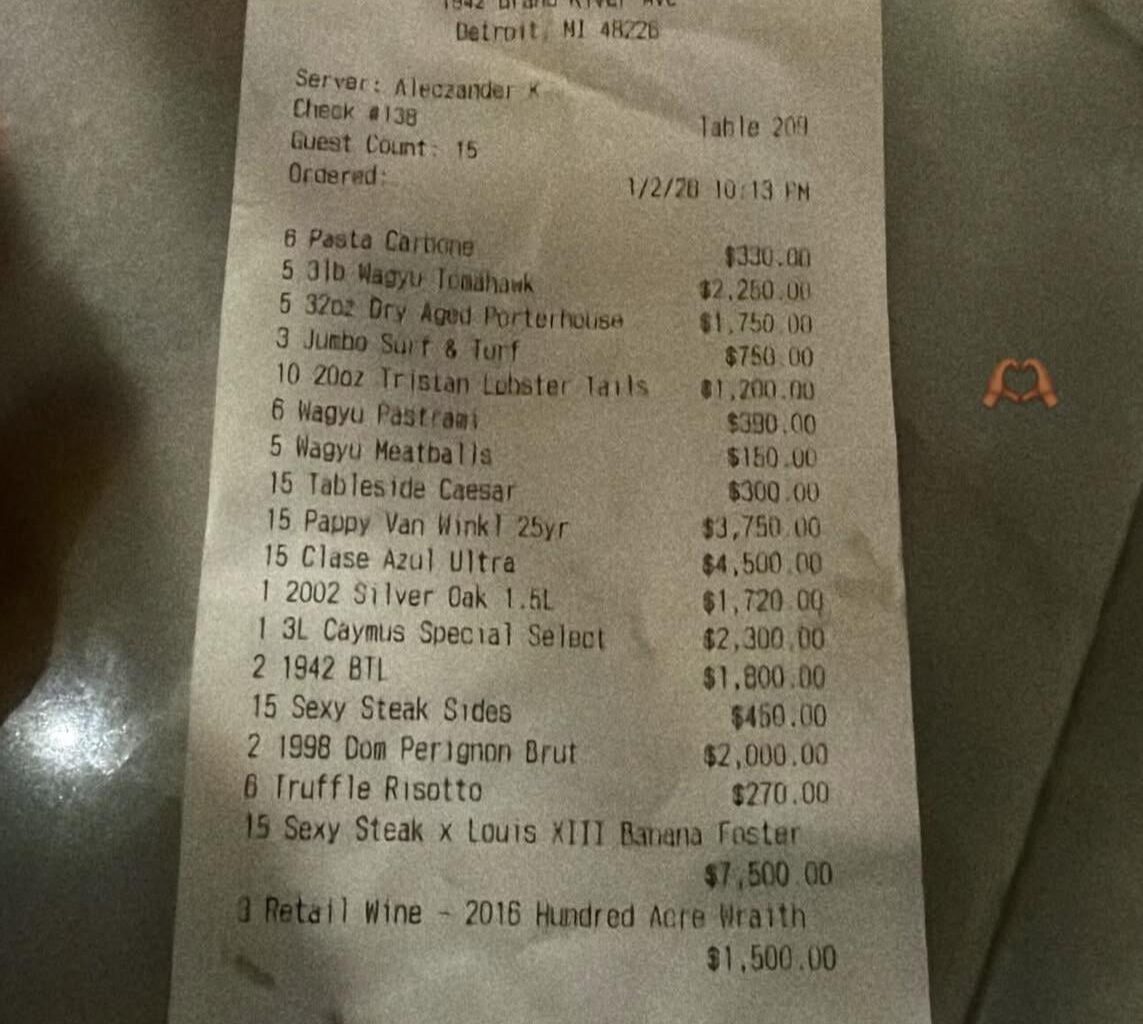 1942 Grand River Ave
Detroit, MI 48226
Server: Aleczander K
Check #138
Table 209
Guest Count: 15
Ordered:
1/2/26 10:13 PM
6 Pasta Carbone $330.00
5 3lb Wagyu Tomahawk $2,250.00
5 32oz Dry Aged Porterhouse $1,750.00
3 Jumbo Surf & Turf $750.00
10 20oz Tristan Lobster Tails $1,200.00
6 Wagyu Pastrami $390.00
5 Wagyu Meatballs $150.00
15 Tableside Caesar $300.00
15 Pappy Van Winkl 25yr $3,750.00
15 Clase Azul Ultra $4,500.00
1 2002 Silver Oak 1.5L $1,720.00
1 3L Caymus Special Select $2,300.00
2 1942 BTL $1,800.00
15 Sexy Steak Sides $450.00
2 1998 Dom Perignon Brut $2,000.00
6 Truffle Risotto $270.00
15 Sexy Steak x Louis XIII Banana Foster
$7,500.00
3 Retail Wine - 2016 Hundred Acre Wraith
$1,500.00